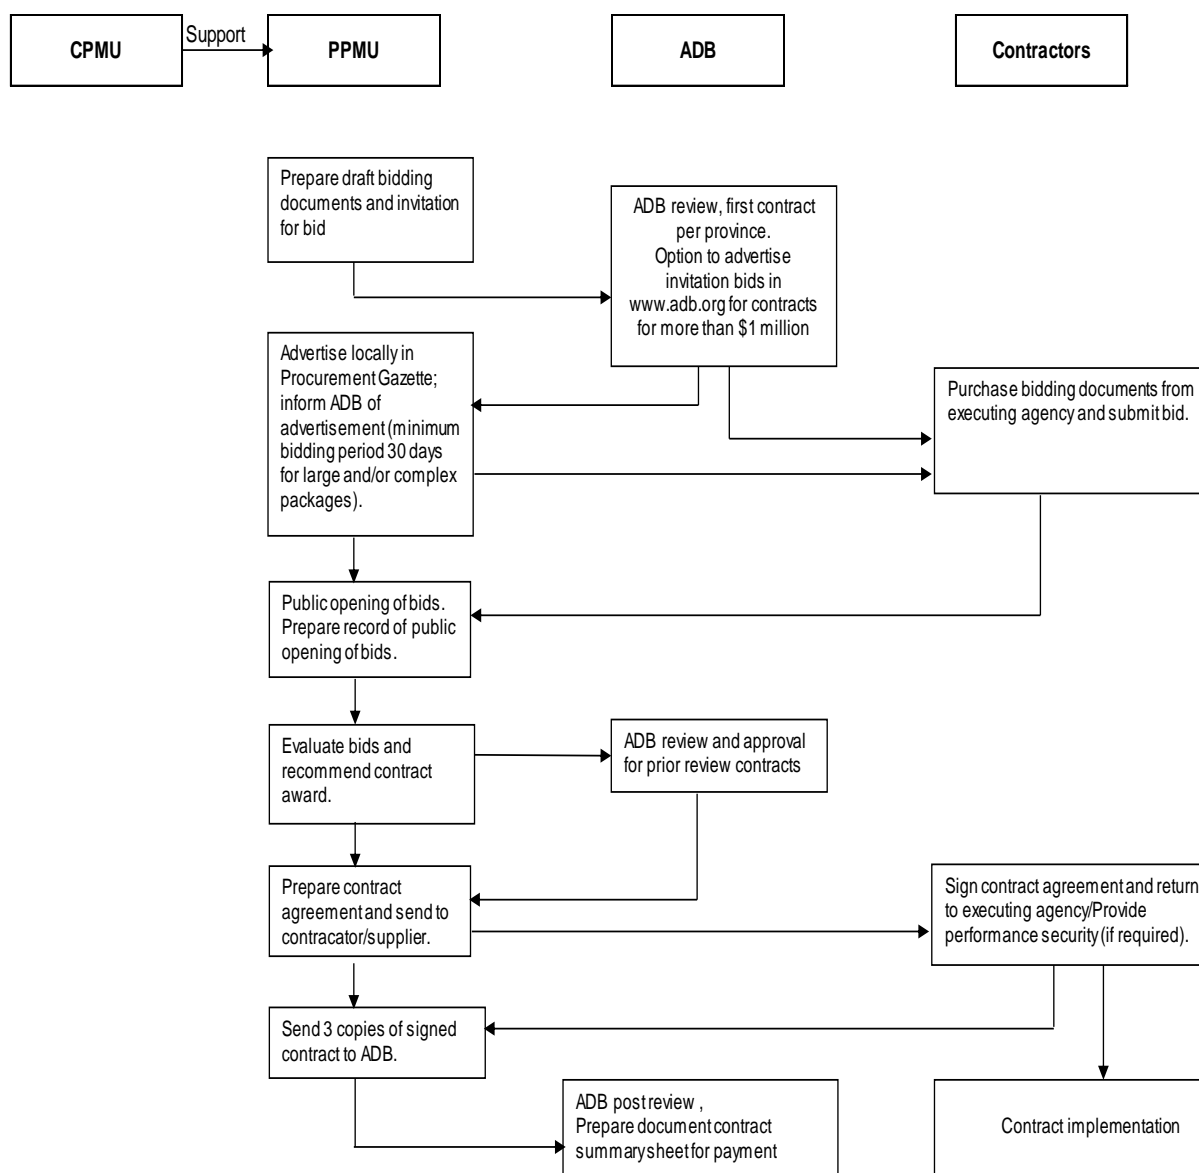 CPMU
Support
PPMU
ADB
Contractors
Prepare draft bidding
documents and invitation
for bid
ADB review, first contract
per province.
Option to advertise
invitation bids in
www.adb.org for contracts
for more than $1 million
Advertise locally in
Procurement Gazette;
inform ADB of
advertisement (minimum
bidding period 30 days
for large and/or complex
packages).
Purchase bidding documents from
executing agency and submit bid.
Public opening of bids.
Prepare record of public
opening of bids.
Evaluate bids and
recommend contract
award.
ADB review and approval
for prior review contracts
Prepare contract
agreement and send to
contracator/supplier.
Sign contract agreement and return
to executing agency/Provide
performance security (if required).
Send 3 copies of signed
contract to ADB.
ADB post review ,
Prepare document contract
summary sheet for payment
Contract implementation